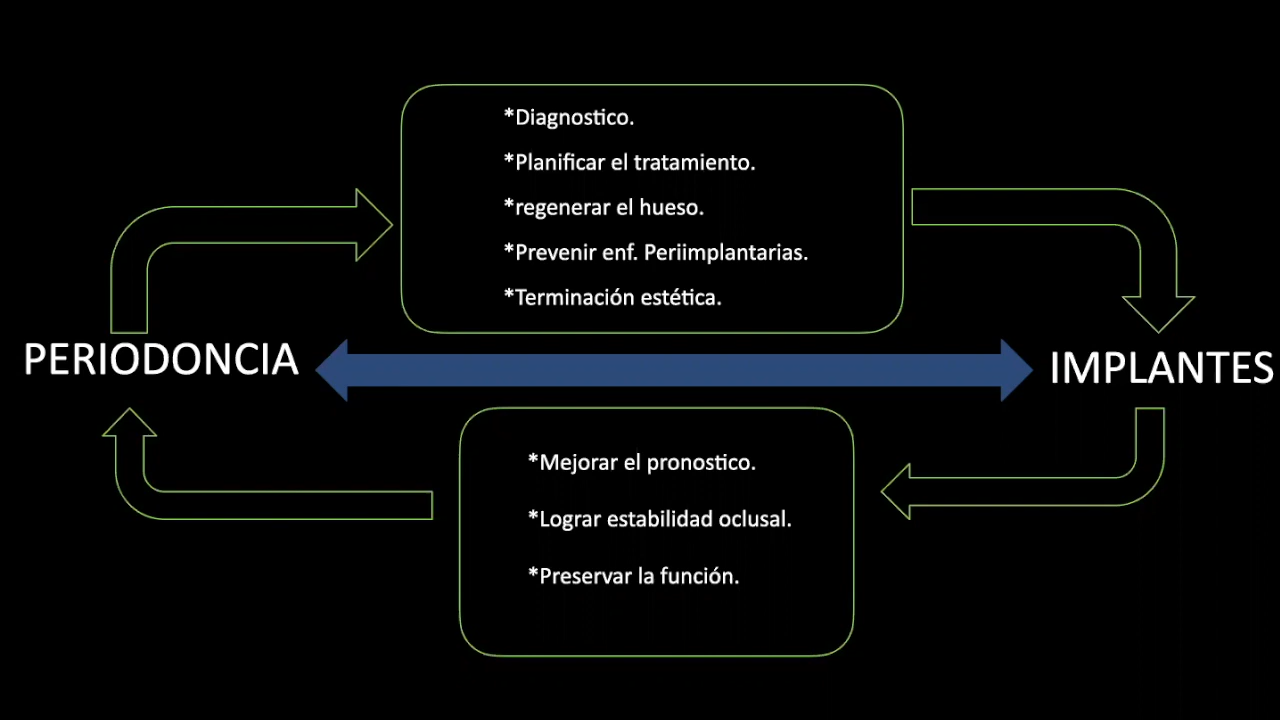 *Diagnostico.
*Planificar el tratamiento.
*regenerar el hueso.
*Prevenir enf. Periimplantarias.
*Terminación estética.
PERIODONCIA
IMPLANTES
*Mejorar el pronostico.
*Lograr estabilidad oclusal.
*Preservar la función.